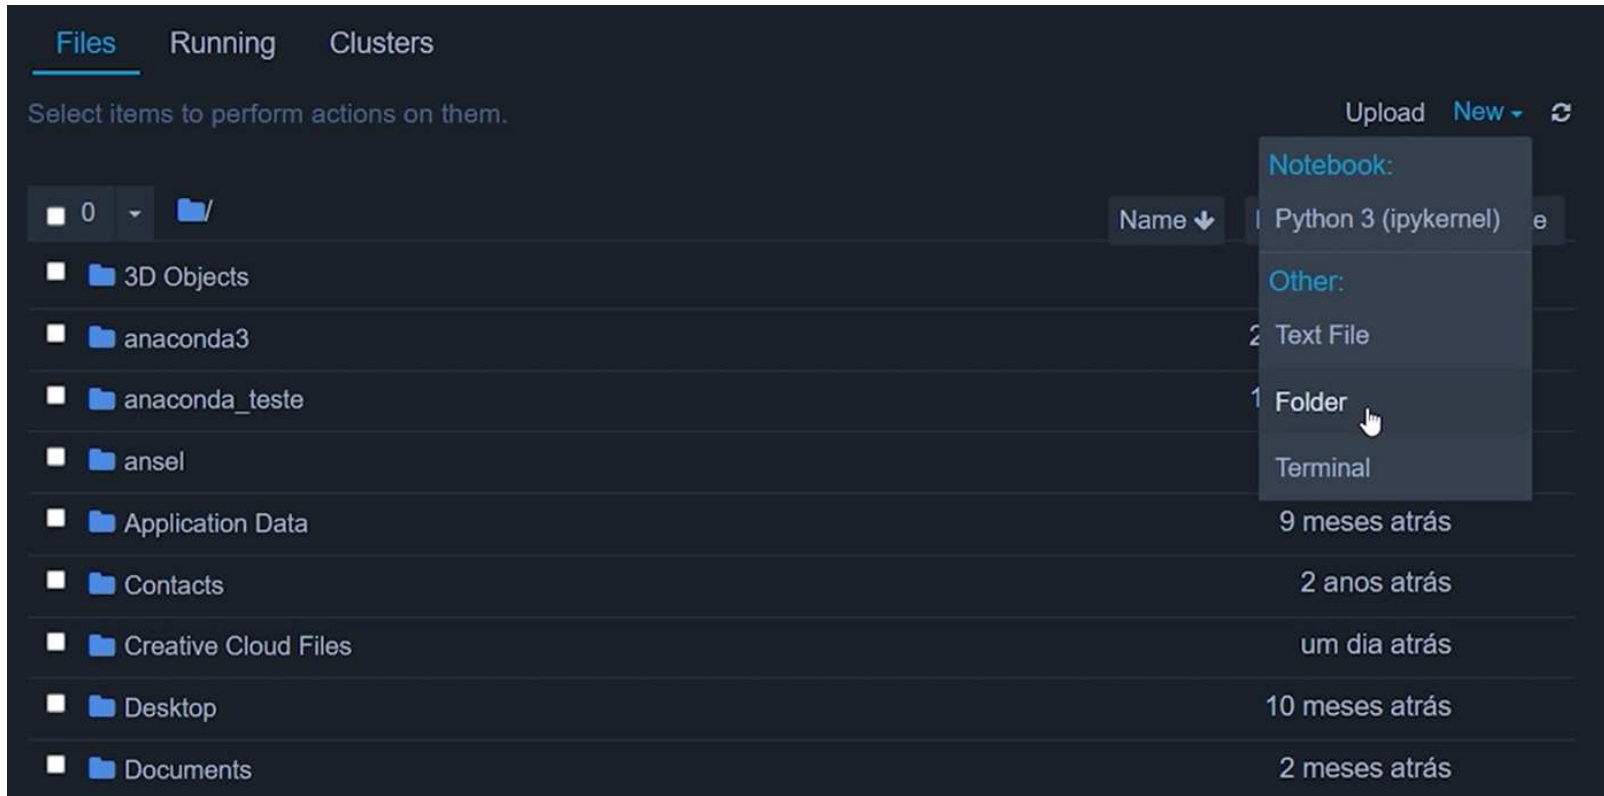 Files Running Clusters
Select items to perform actions on them.
Upload New
Notebook:
0 / Name Python 3 (ipykernel)
3D Objects
Other:
anaconda3
Text File
anaconda_teste
Folder
ansel
Terminal
Application Data 9 meses atrás
Contacts 2 anos atrás
Creative Cloud Files um dia atrás
Desktop 10 meses atrás
Documents 2 meses atrás